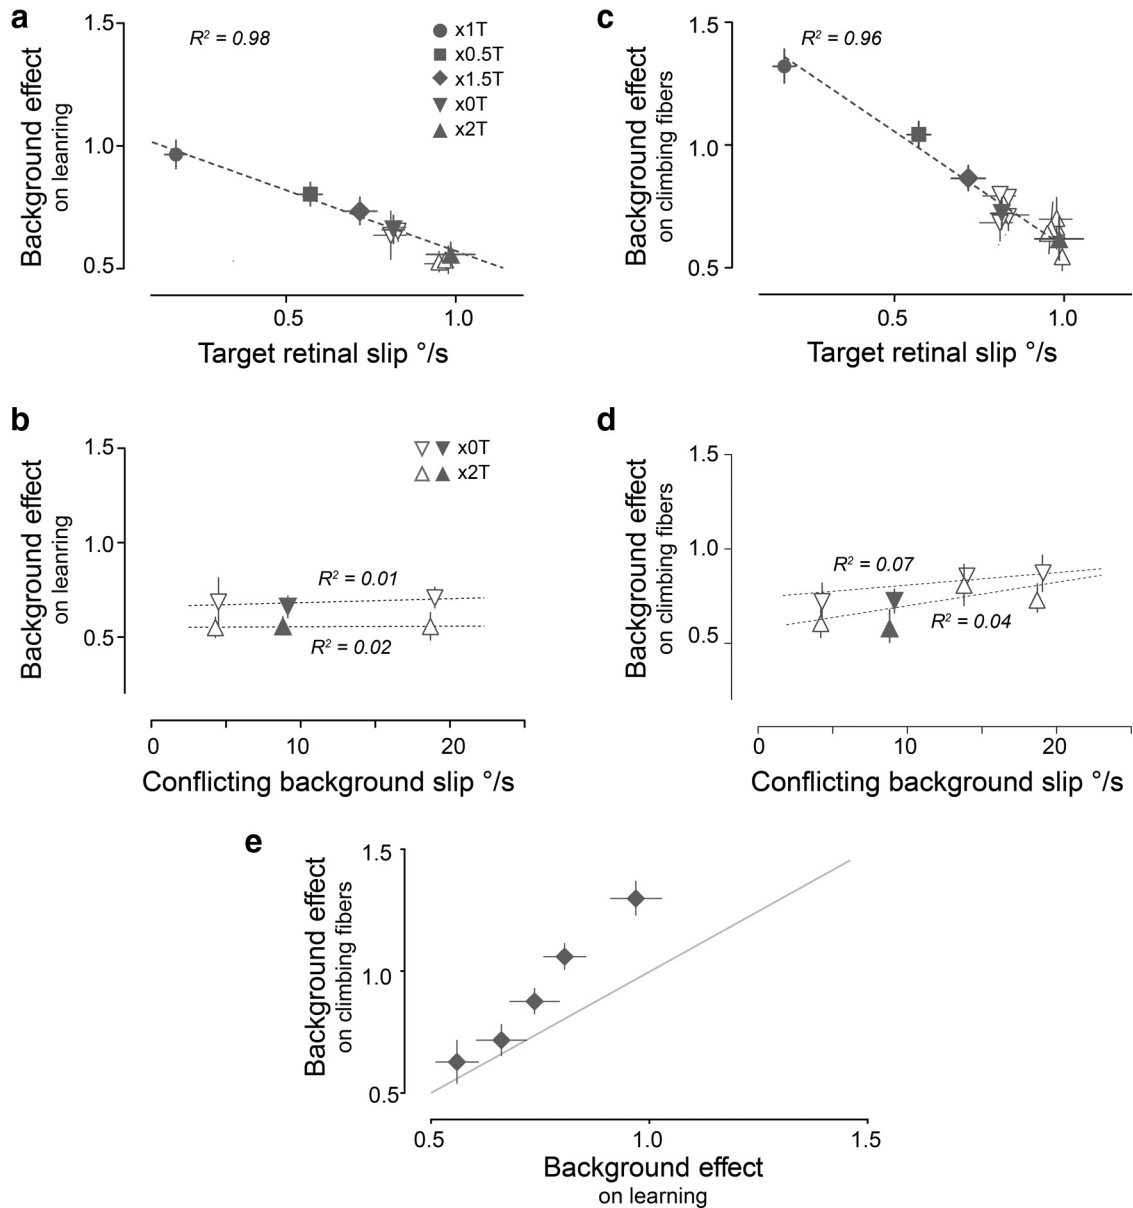 a
1.5
1.0
0.5
Background effect
on leanring
R² = 0.98
x1T
x0.5T
x1.5T
x0T
x2T
0.5
1.0
Target retinal slip °/s
c
1.5
1.0
0.5
Background effect
on climbing fibers
R² = 0.96
0.5
1.0
Target retinal slip °/s
b
1.5
1.0
0.5
Background effect
on leanring
x0T
x2T
R² = 0.01
R² = 0.02
0
10
20
Conflicting background slip °/s
d
1.5
1.0
0.5
Background effect
on climbing fibers
R² = 0.07
R² = 0.04
0
10
20
Conflicting background slip °/s
e
1.5
1.0
0.5
Background effect
on climbing fibers
0.5
1.0
1.5
Background effect
on learning